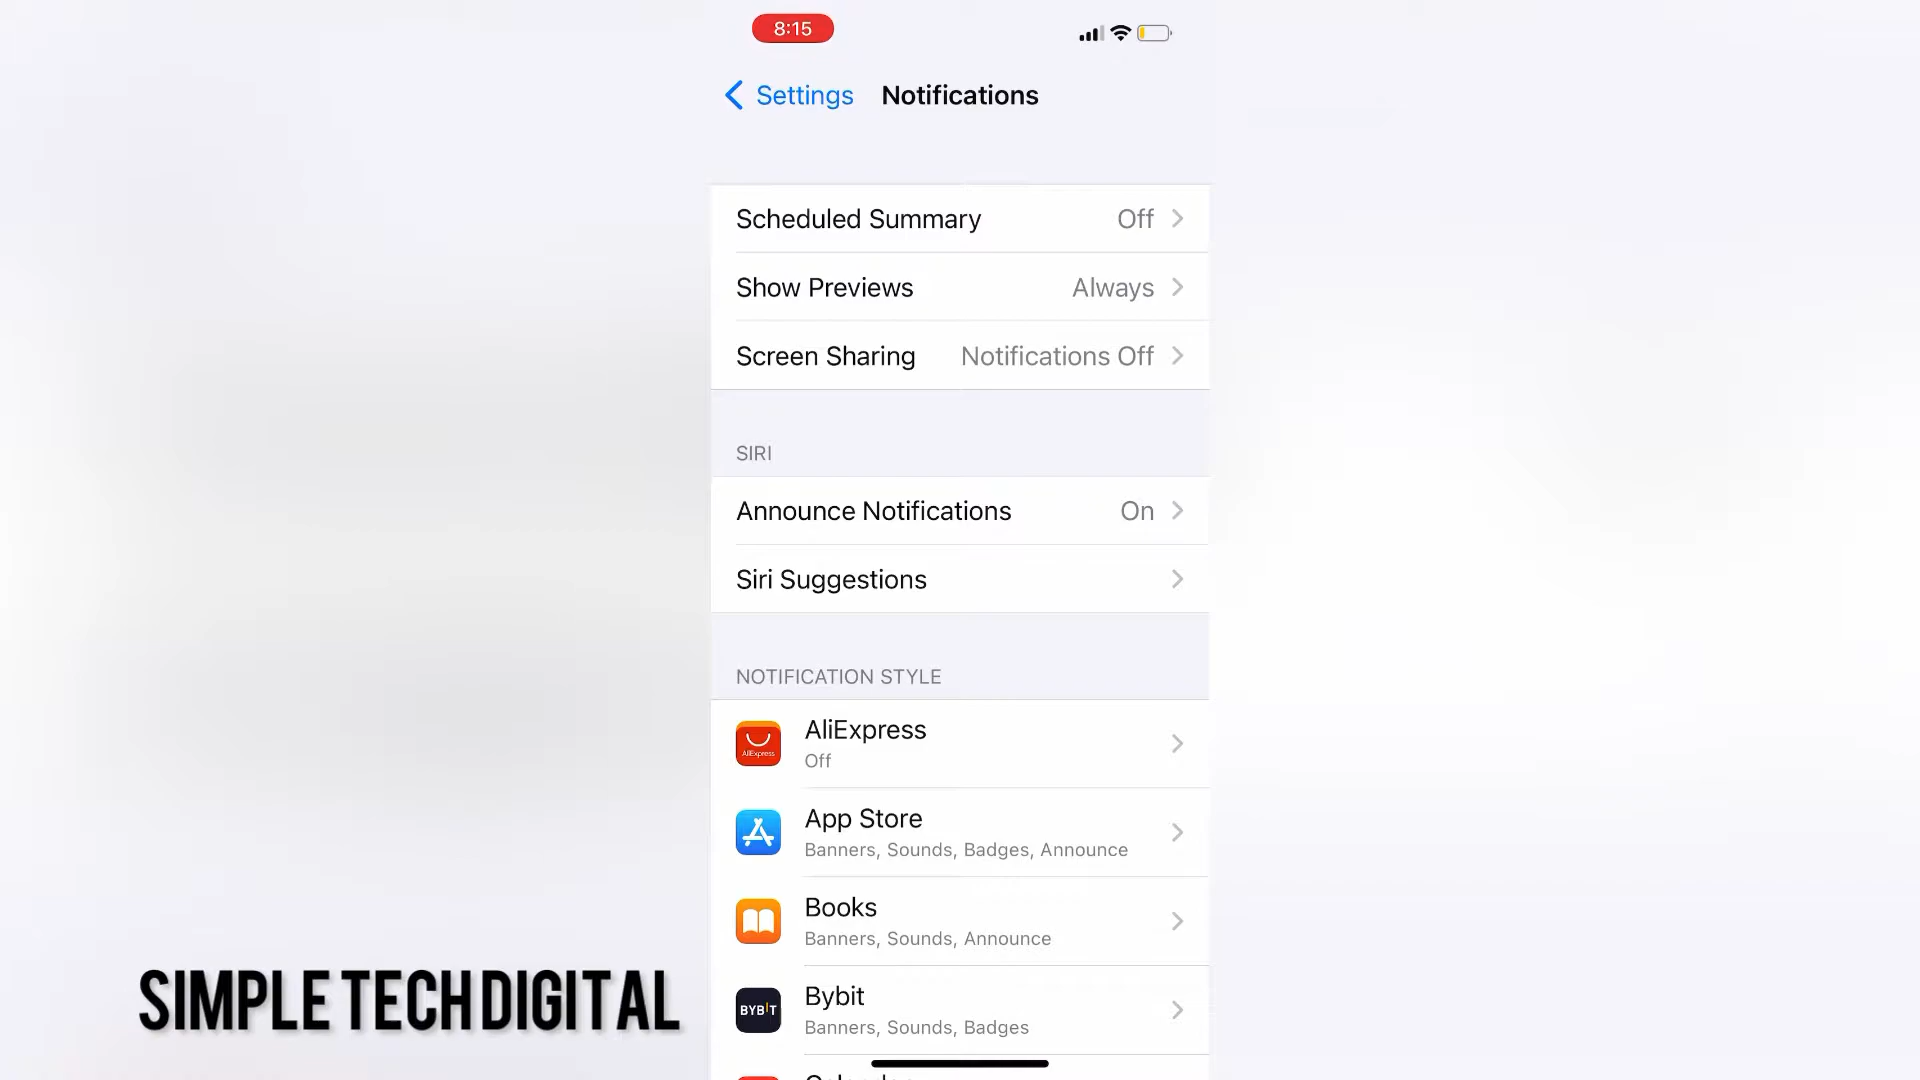 8:15
Settings
Notifications
Scheduled Summary Off
Show Previews Always
Screen Sharing Notifications Off
SIRI
Announce Notifications On
Siri Suggestions
NOTIFICATION STYLE
AliExpress
AliExpress
Off
App Store
Banners, Sounds, Badges, Announce
Books
Banners, Sounds, Announce
BYBIT
Bybit
Banners, Sounds, Badges
SIMPLE TECH DIGITAL